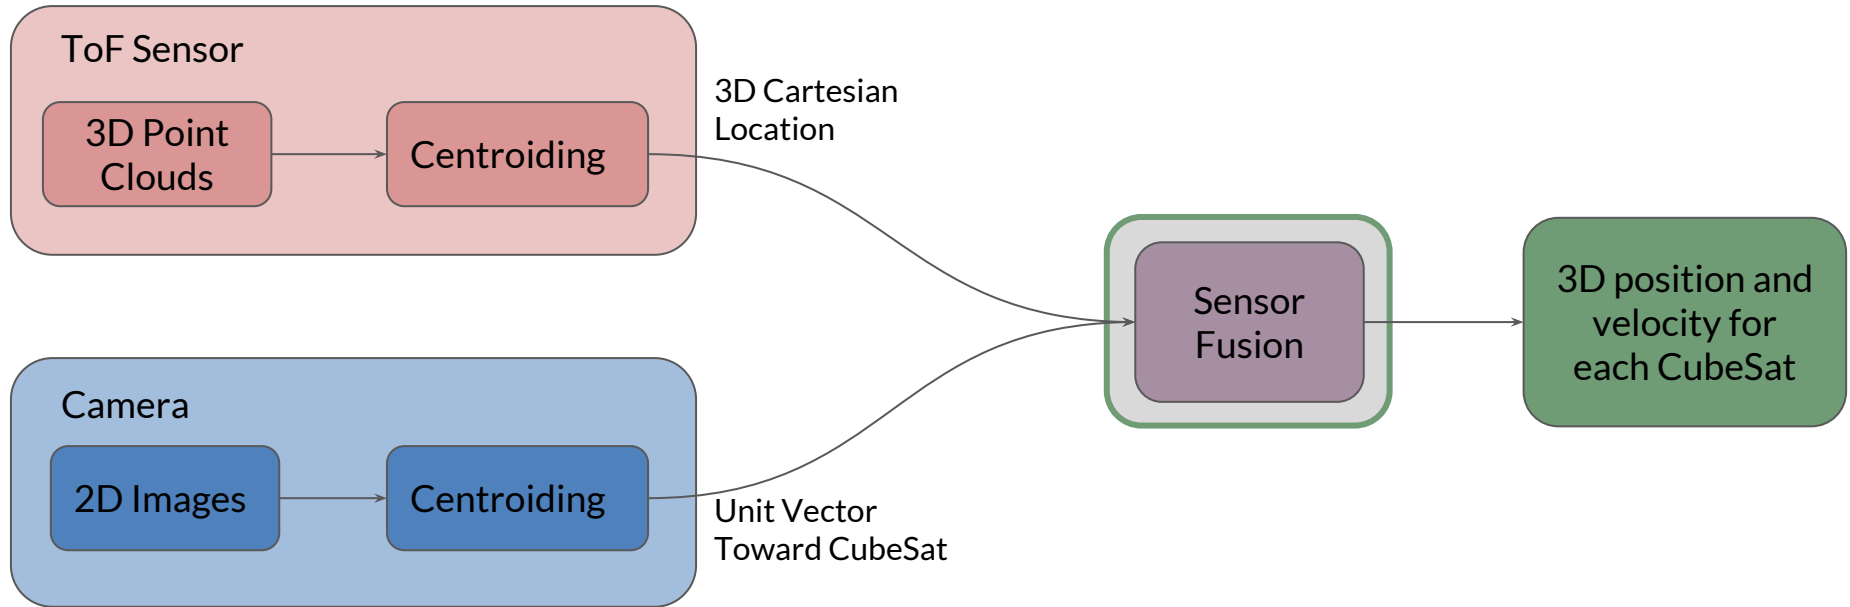 ToF Sensor
3D Point
Clouds
Centroiding
3D Cartesian
Location
Camera
2D Images
Centroiding
Unit Vector
Toward CubeSat
Sensor
Fusion
3D position and
velocity for
each CubeSat